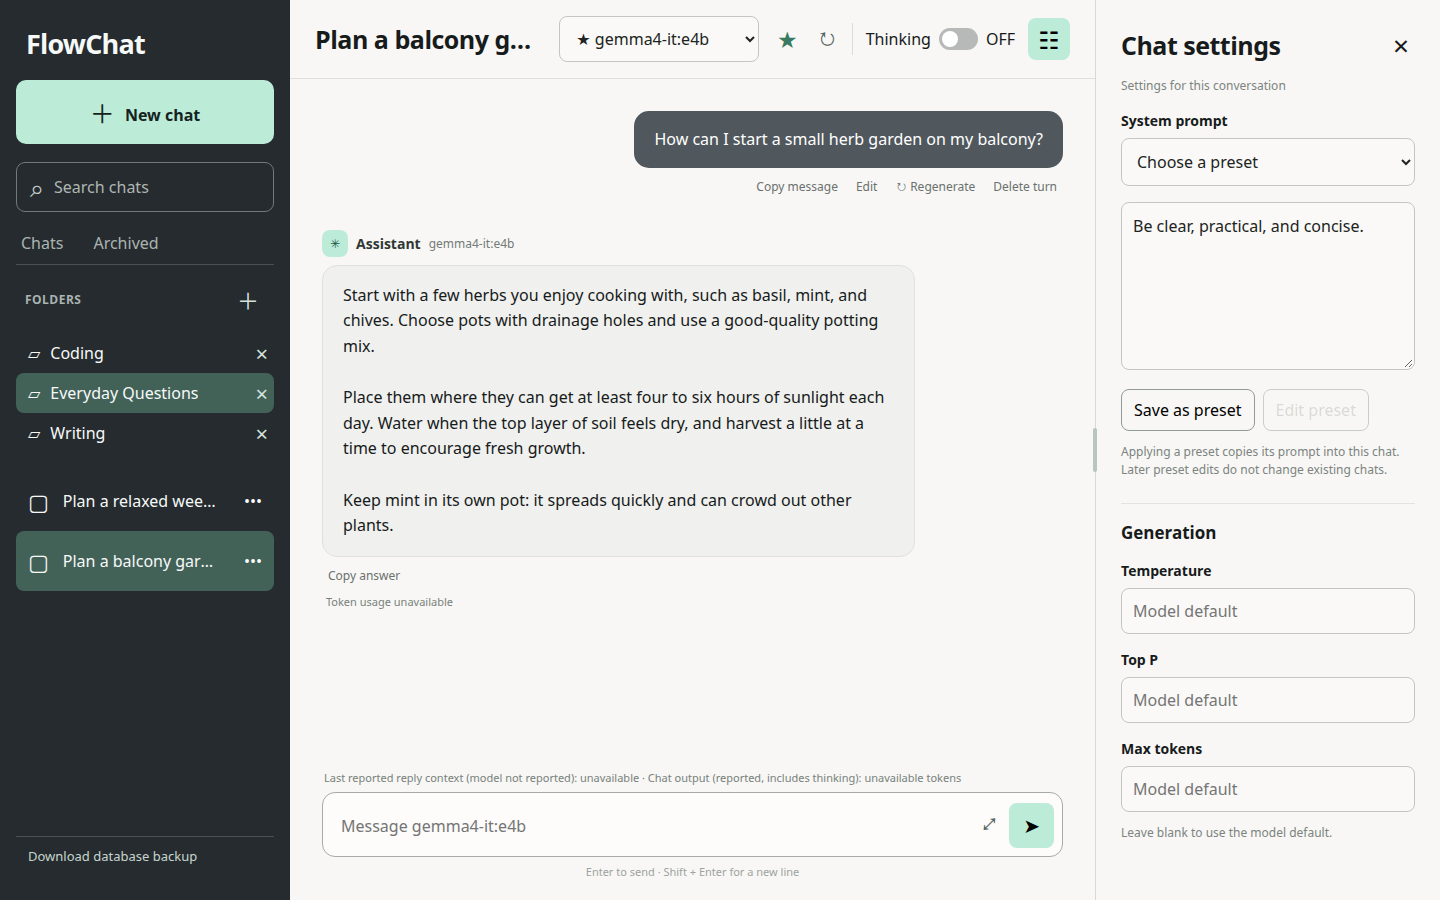 FlowChat
New chat
Search chats
Chats Archived
FOLDERS
Coding
Everyday Questions
Writing
Plan a relaxed wee...
Plan a balcony gar...
Download database backup
Plan a balcony g...
★ gemma4-it:e4b
Thinking OFF
How can I start a small herb garden on my balcony?
Copy message Edit ↻ Regenerate Delete turn
Assistant gemma4-it:e4b
Start with a few herbs you enjoy cooking with, such as basil, mint, and
chives. Choose pots with drainage holes and use a good-quality potting
mix.
Place them where they can get at least four to six hours of sunlight each
day. Water when the top layer of soil feels dry, and harvest a little at a
time to encourage fresh growth.
Keep mint in its own pot: it spreads quickly and can crowd out other
plants.
Copy answer
Token usage unavailable
Last reported reply context (model not reported): unavailable · Chat output (reported, includes thinking): unavailable tokens
Message gemma4-it:e4b
Enter to send · Shift + Enter for a new line
Chat settings
Settings for this conversation
System prompt
Choose a preset
Be clear, practical, and concise.
Save as preset Edit preset
Applying a preset copies its prompt into this chat.
Later preset edits do not change existing chats.
Generation
Temperature
Model default
Top P
Model default
Max tokens
Model default
Leave blank to use the model default.